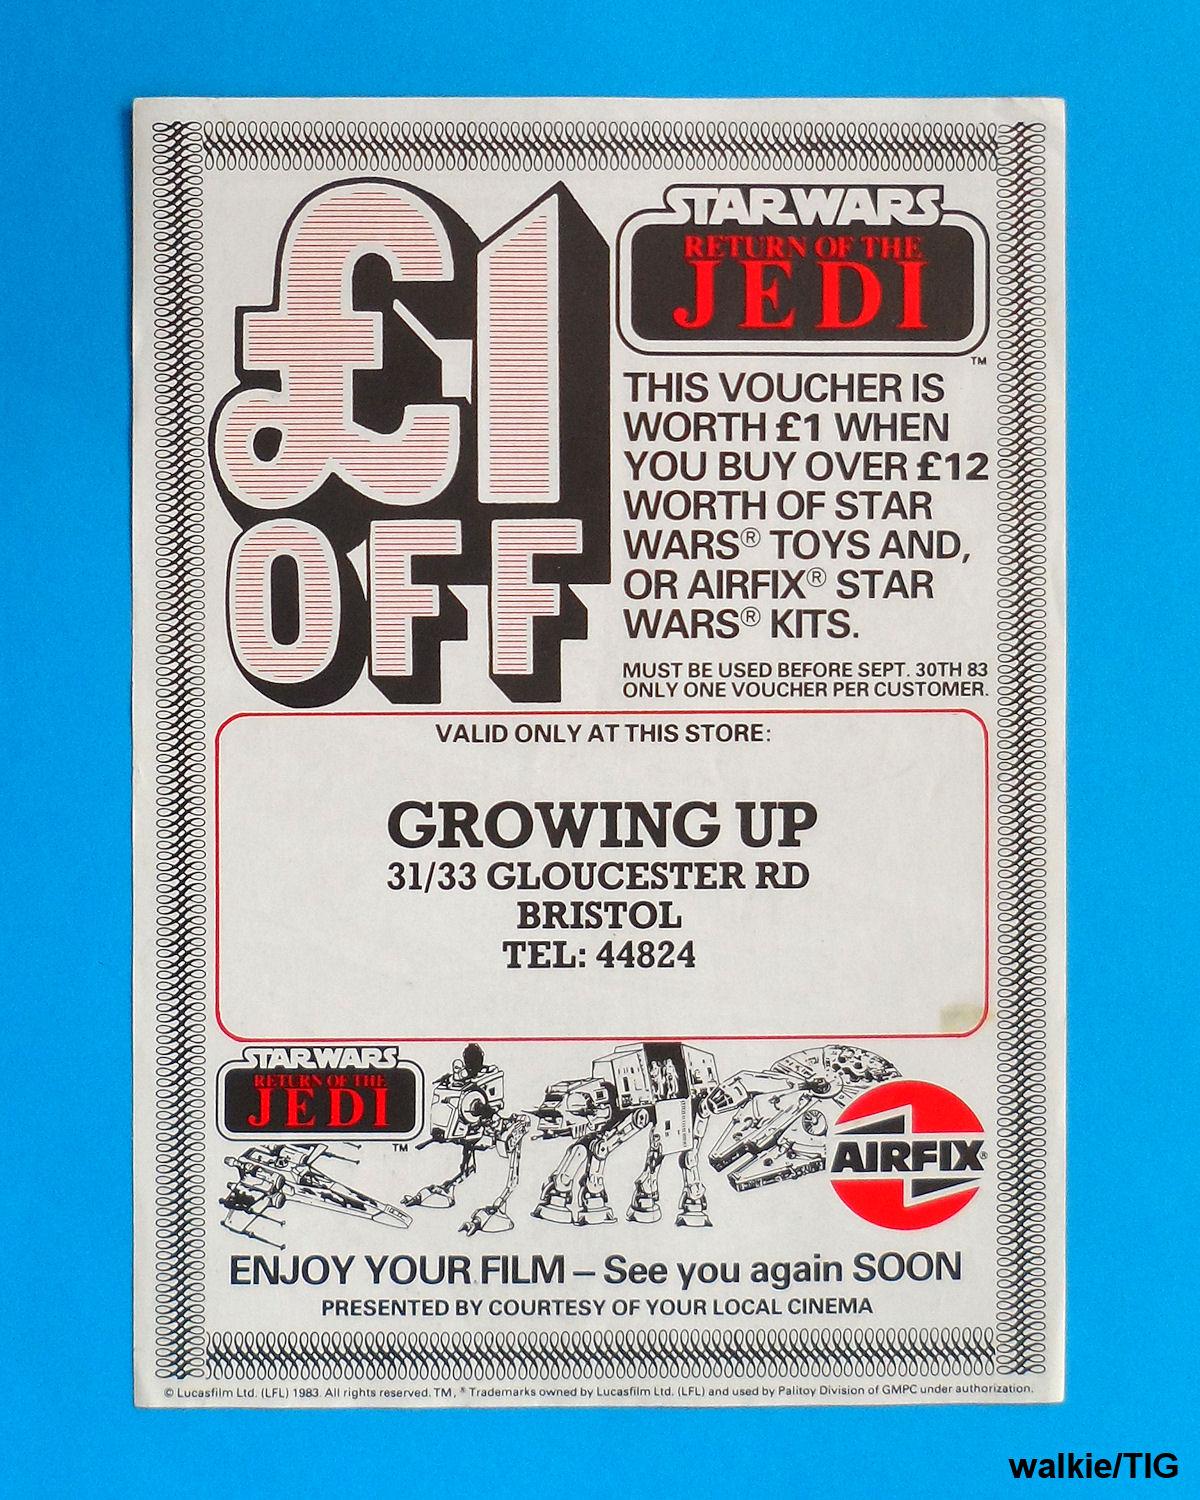 £1
OFF
STAR WARS
RETURN OF THE
JEDI
TM
THIS VOUCHER IS
WORTH £1 WHEN
YOU BUY OVER £12
WORTH OF STAR
WARS® TOYS AND,
OR AIRFIX® STAR
WARS® KITS.
MUST BE USED BEFORE SEPT. 30TH 83
ONLY ONE VOUCHER PER CUSTOMER.
VALID ONLY AT THIS STORE:
GROWING UP
31/33 GLOUCESTER RD
BRISTOL
TEL: 44824
STAR WARS
RETURN OF THE
JEDI
TM
AIRFIX®
ENJOY YOUR FILM – See you again SOON
PRESENTED BY COURTESY OF YOUR LOCAL CINEMA
© Lucasfilm Ltd. (LFL) 1983. All rights reserved. TM, ® Trademarks owned by Lucasfilm Ltd. (LFL) and used by Palitoy Division of GMPC under authorization.
walkie/TIG